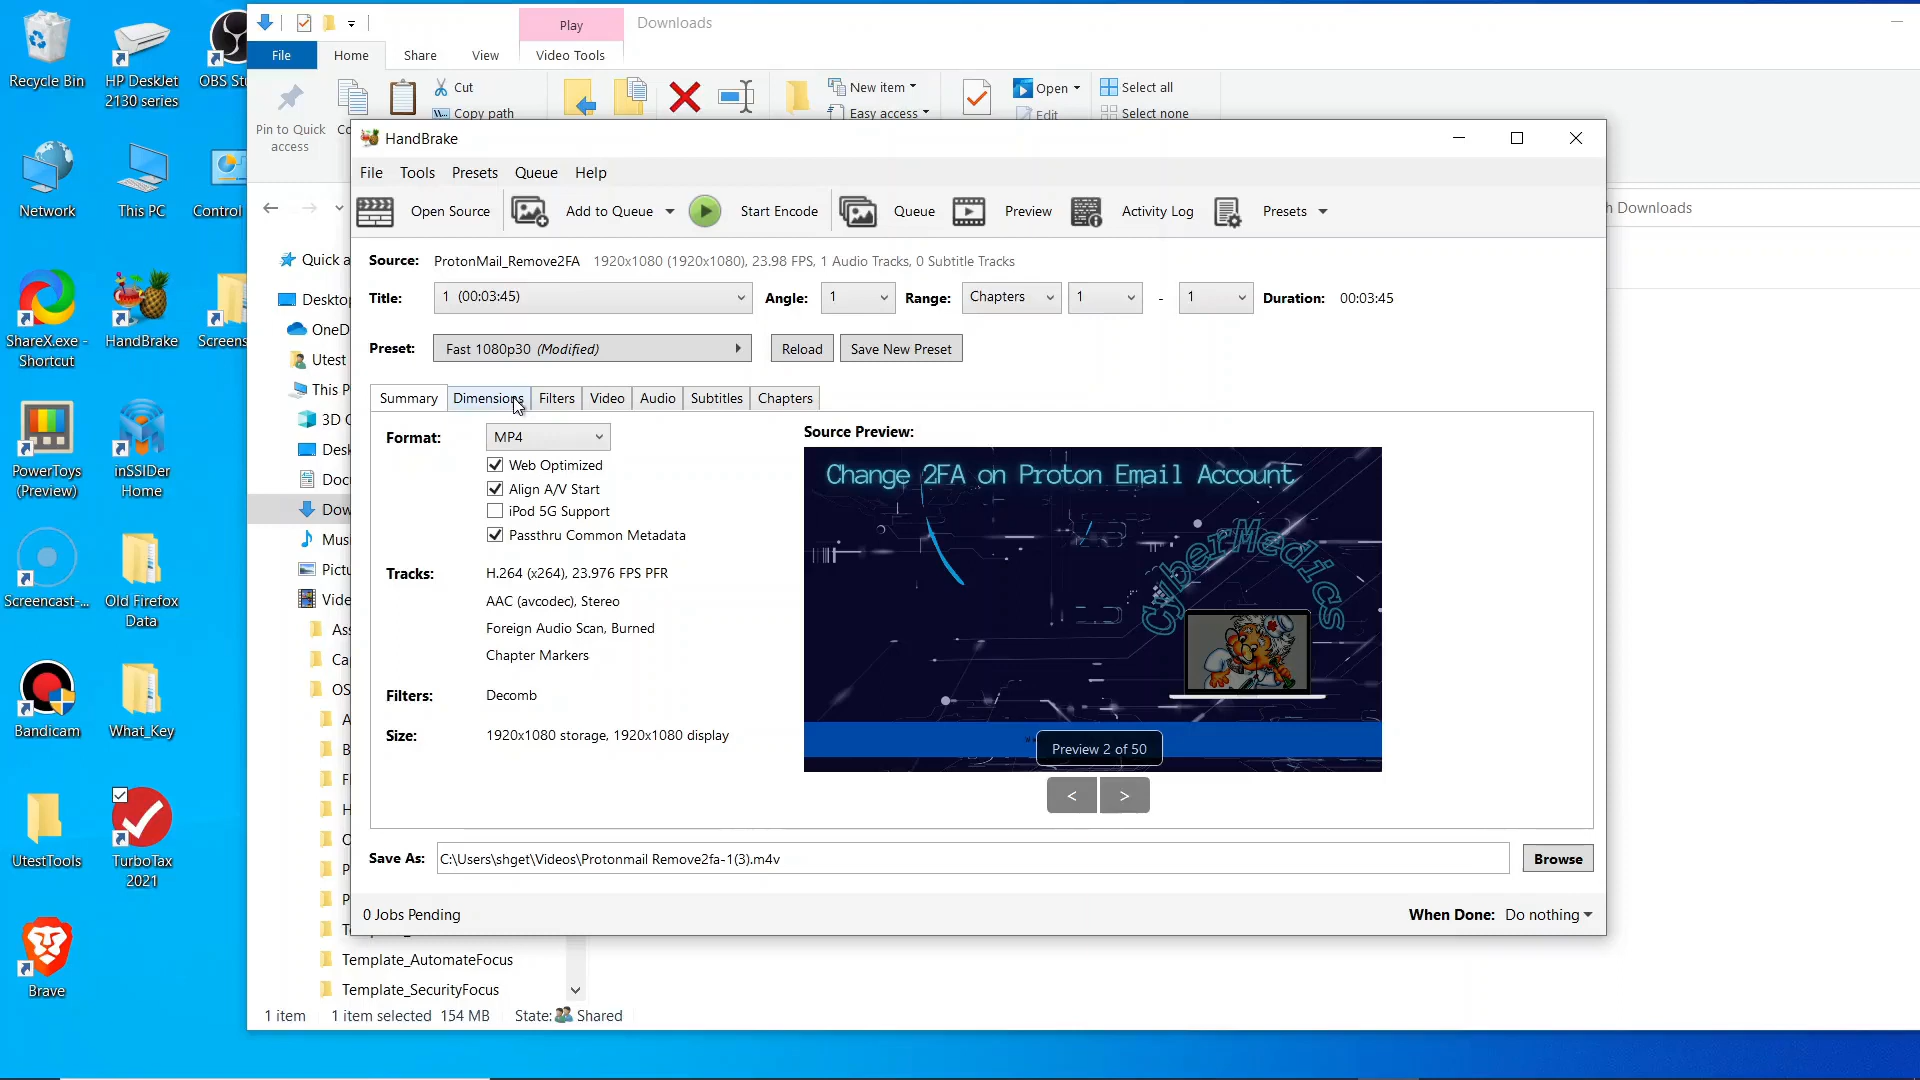 Play
Downloads
File
Home
Share
View
Video Tools
Cut
Copy path
New item
Easy access
Open
Edit
Select all
Select none
Pin to Quick
access
Downloads
Recycle Bin
HP DeskJet
2130 series
OBS Stu
Network
This PC
Control
ShareX.exe -
Shortcut
HandBrake
Screens
PowerToys
(Preview)
inSSIDer
Home
Screencast-...
Old Firefox
Data
Bandicam
What_Key
UtestTools
TurboTax
2021
Brave
Quick a
Desktop
OneD
Utest
This P
3D O
Desk
Doc
Dow
Musi
Pictu
Vide
Ass
Ca
OS
Template_AutomateFocus
Template_SecurityFocus
1 item
1 item selected
154 MB
State:
Shared
HandBrake
File
Tools
Presets
Queue
Help
Open Source
Add to Queue
Start Encode
Queue
Preview
Activity Log
Presets
Source: ProtonMail_Remove2FA 1920x1080 (1920x1080), 23.98 FPS, 1 Audio Tracks, 0 Subtitle Tracks
Title: 1 (00:03:45) Angle: 1 Range: Chapters 1 - 1 Duration: 00:03:45
Preset: Fast 1080p30 (Modified) Reload Save New Preset
Summary Dimensions Filters Video Audio Subtitles Chapters
Format: MP4
Web Optimized
Align A/V Start
iPod 5G Support
Passthru Common Metadata
Tracks: H.264 (x264), 23.976 FPS PFR
AAC (avcodec), Stereo
Foreign Audio Scan, Burned
Chapter Markers
Filters: Decomb
Size: 1920x1080 storage, 1920x1080 display
Source Preview:
Change 2FA on Proton Email Account
CyberMedics
Preview 2 of 50
< >
Save As: C:\Users\shget\Videos\Protonmail Remove2fa-1(3).m4v Browse
0 Jobs Pending
When Done: Do nothing